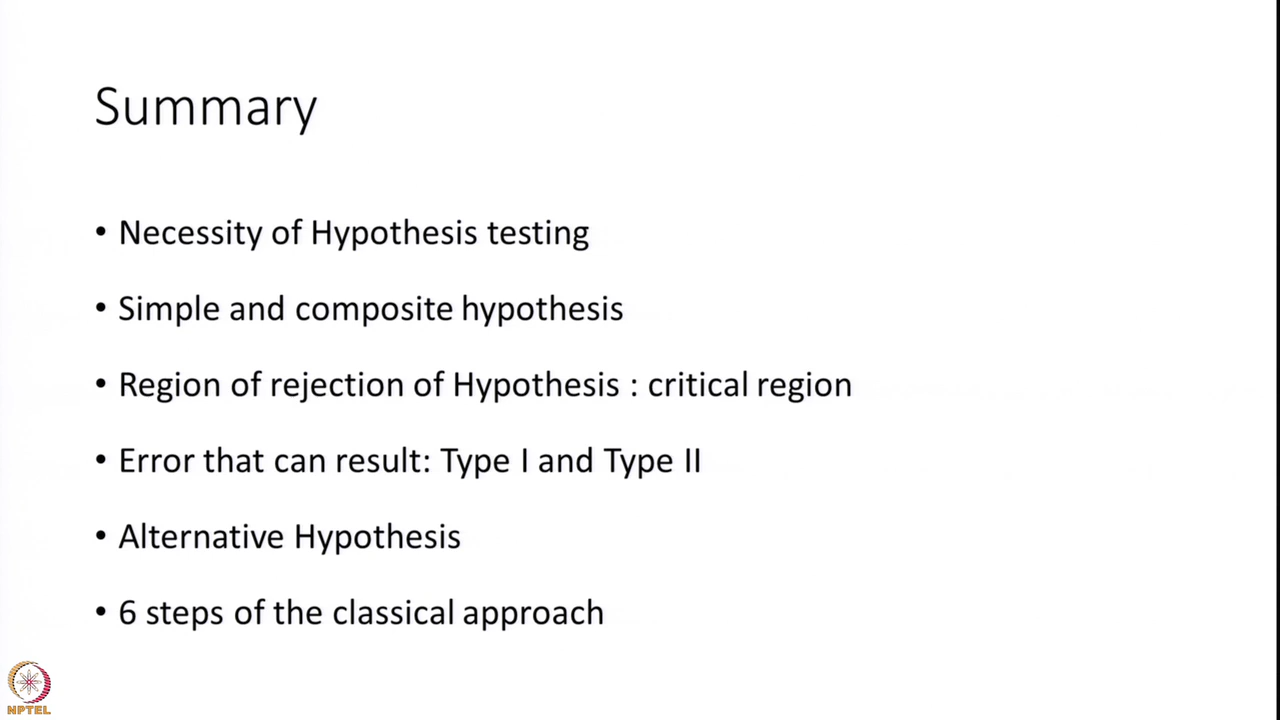 Summary
• Necessity of Hypothesis testing
• Simple and composite hypothesis
• Region of rejection of Hypothesis : critical region
• Error that can result: Type I and Type II
• Alternative Hypothesis
• 6 steps of the classical approach
NPTEL